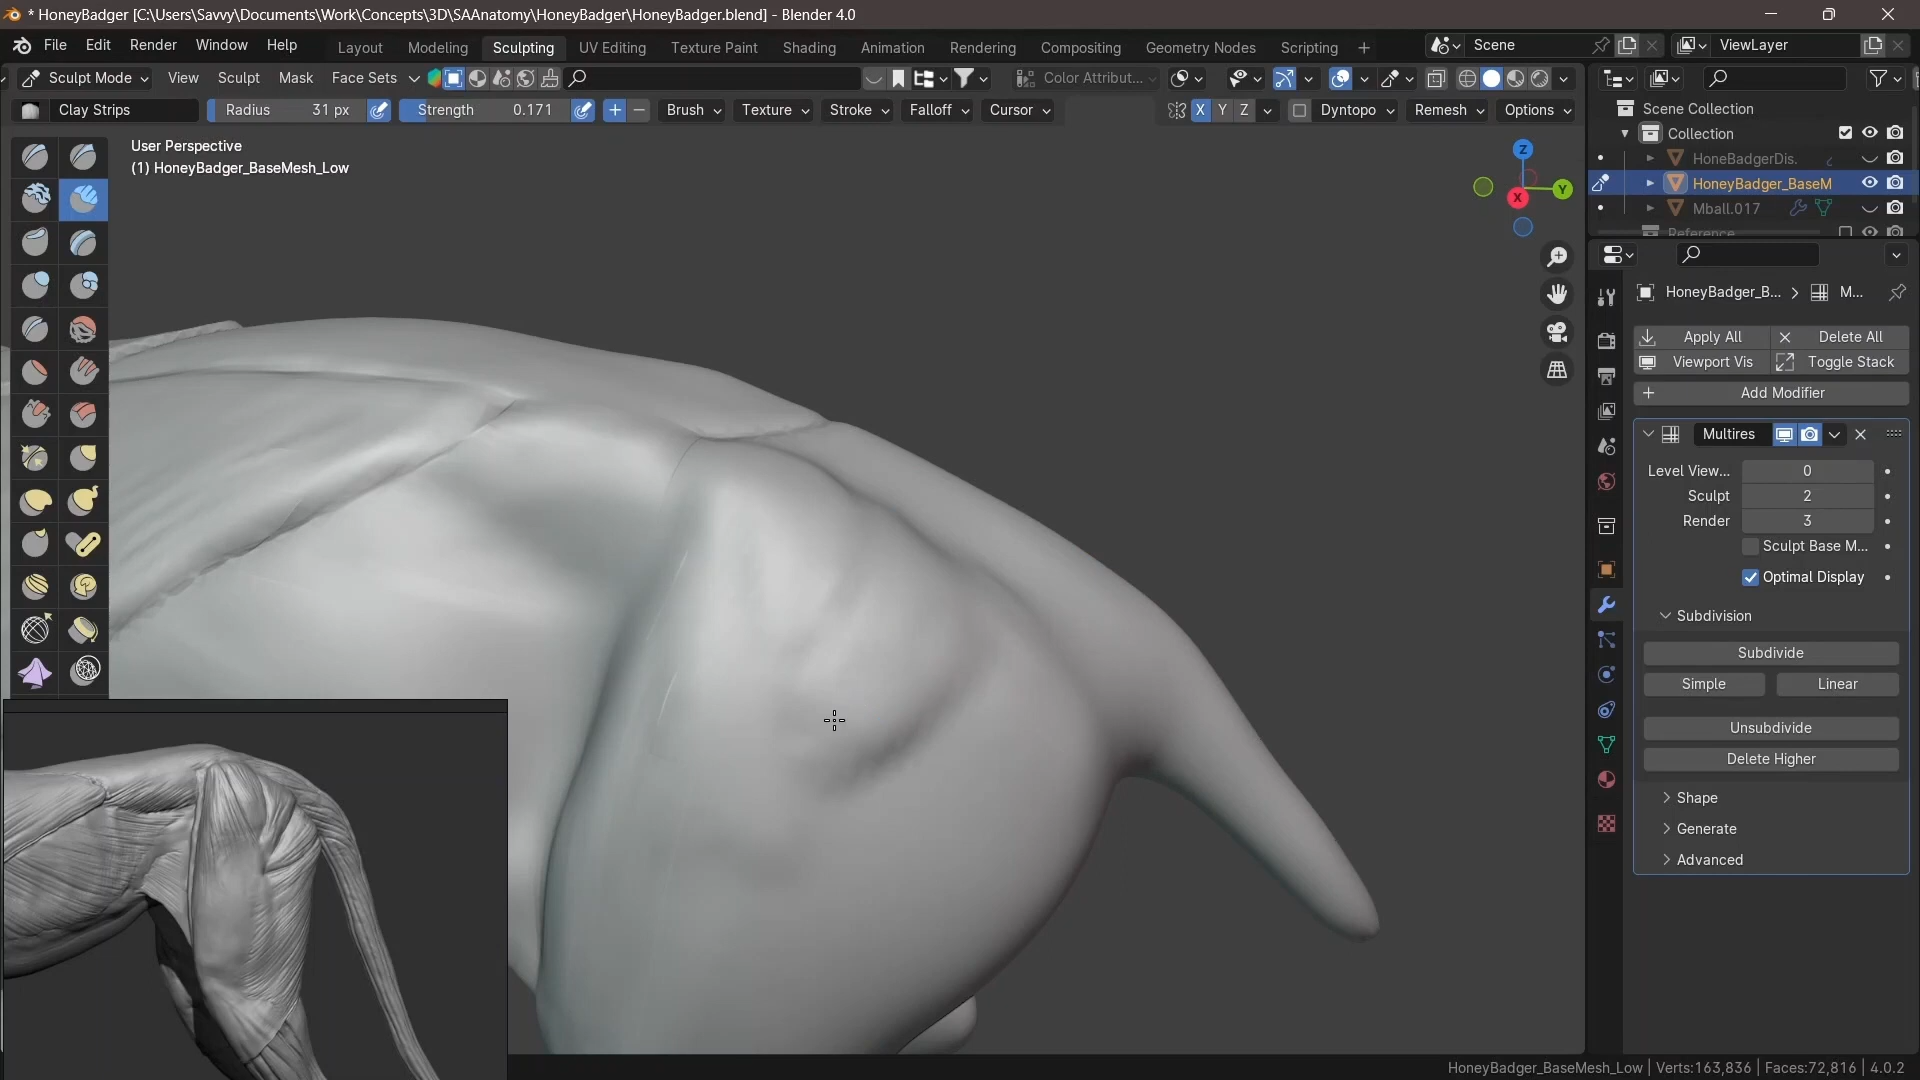 * HoneyBadger [C:\Users\Savvy\Documents\Work\Concepts\3D\SAAnatomy\HoneyBadger\HoneyBadger.blend] - Blender 4.0
File Edit Render Window Help Layout Modeling Sculpting UV Editing Texture Paint Shading Animation Rendering Compositing Geometry Nodes Scripting + Scene ViewLayer
Sculpt Mode View Sculpt Mask Face Sets Color Attribut...
Clay Strips Radius 31 px Strength 0.171 + − Brush Texture Stroke Falloff Cursor X Y Z Dyntopo Remesh Options
User Perspective
(1) HoneyBadger_BaseMesh_Low
Z
Y
X
Scene Collection
Collection
HoneBadgerDis.
HoneyBadger_BaseM
Mball.017
Reference
HoneyBadger_B... > M...
Apply All Delete All
Viewport Vis Toggle Stack
Add Modifier
Multires
Level View... 0
Sculpt 2
Render 3
Sculpt Base M...
Optimal Display
Subdivision
Subdivide
Simple Linear
Unsubdivide
Delete Higher
Shape
Generate
Advanced
HoneyBadger_BaseMesh_Low | Verts:163,836 | Faces:72,816 | 4.0.2